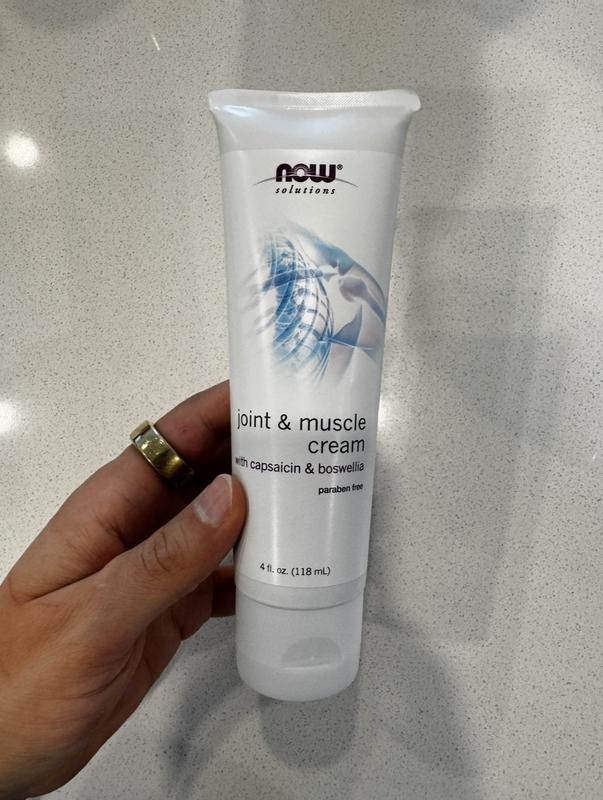 now®
solutions
joint & muscle
cream
with capsaicin & boswellia
paraben free
4 fl. oz. (118 mL)